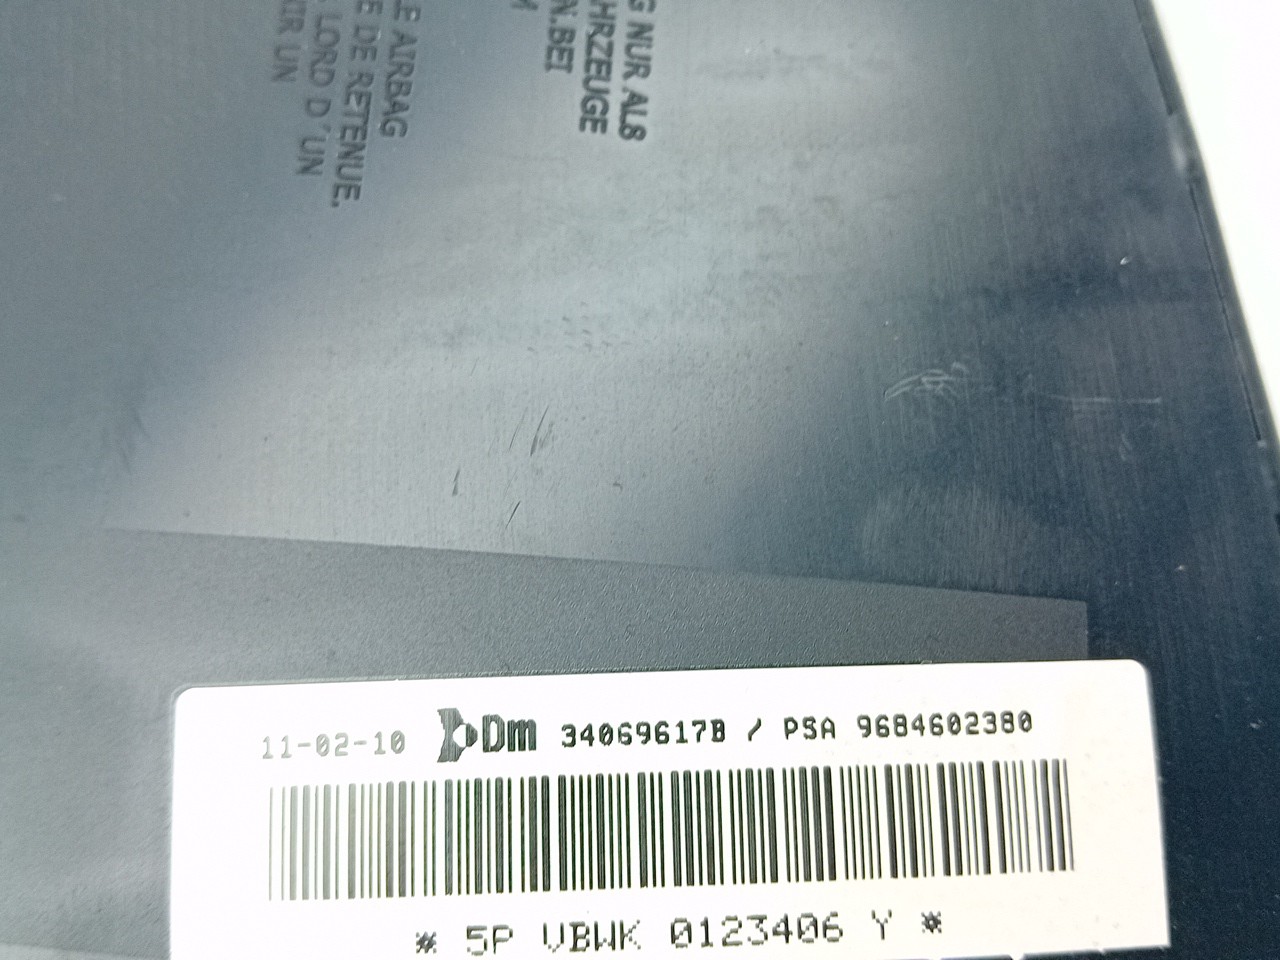 G NUR ALS
HRZEUGE
N.BEI
M
LE AIRBAG
E DE RETENUE.
LORD D'UN
IR UN
11-02-10 Dm 34069617B / PSA 9684602380
* 5P VBWK 0123406 Y *